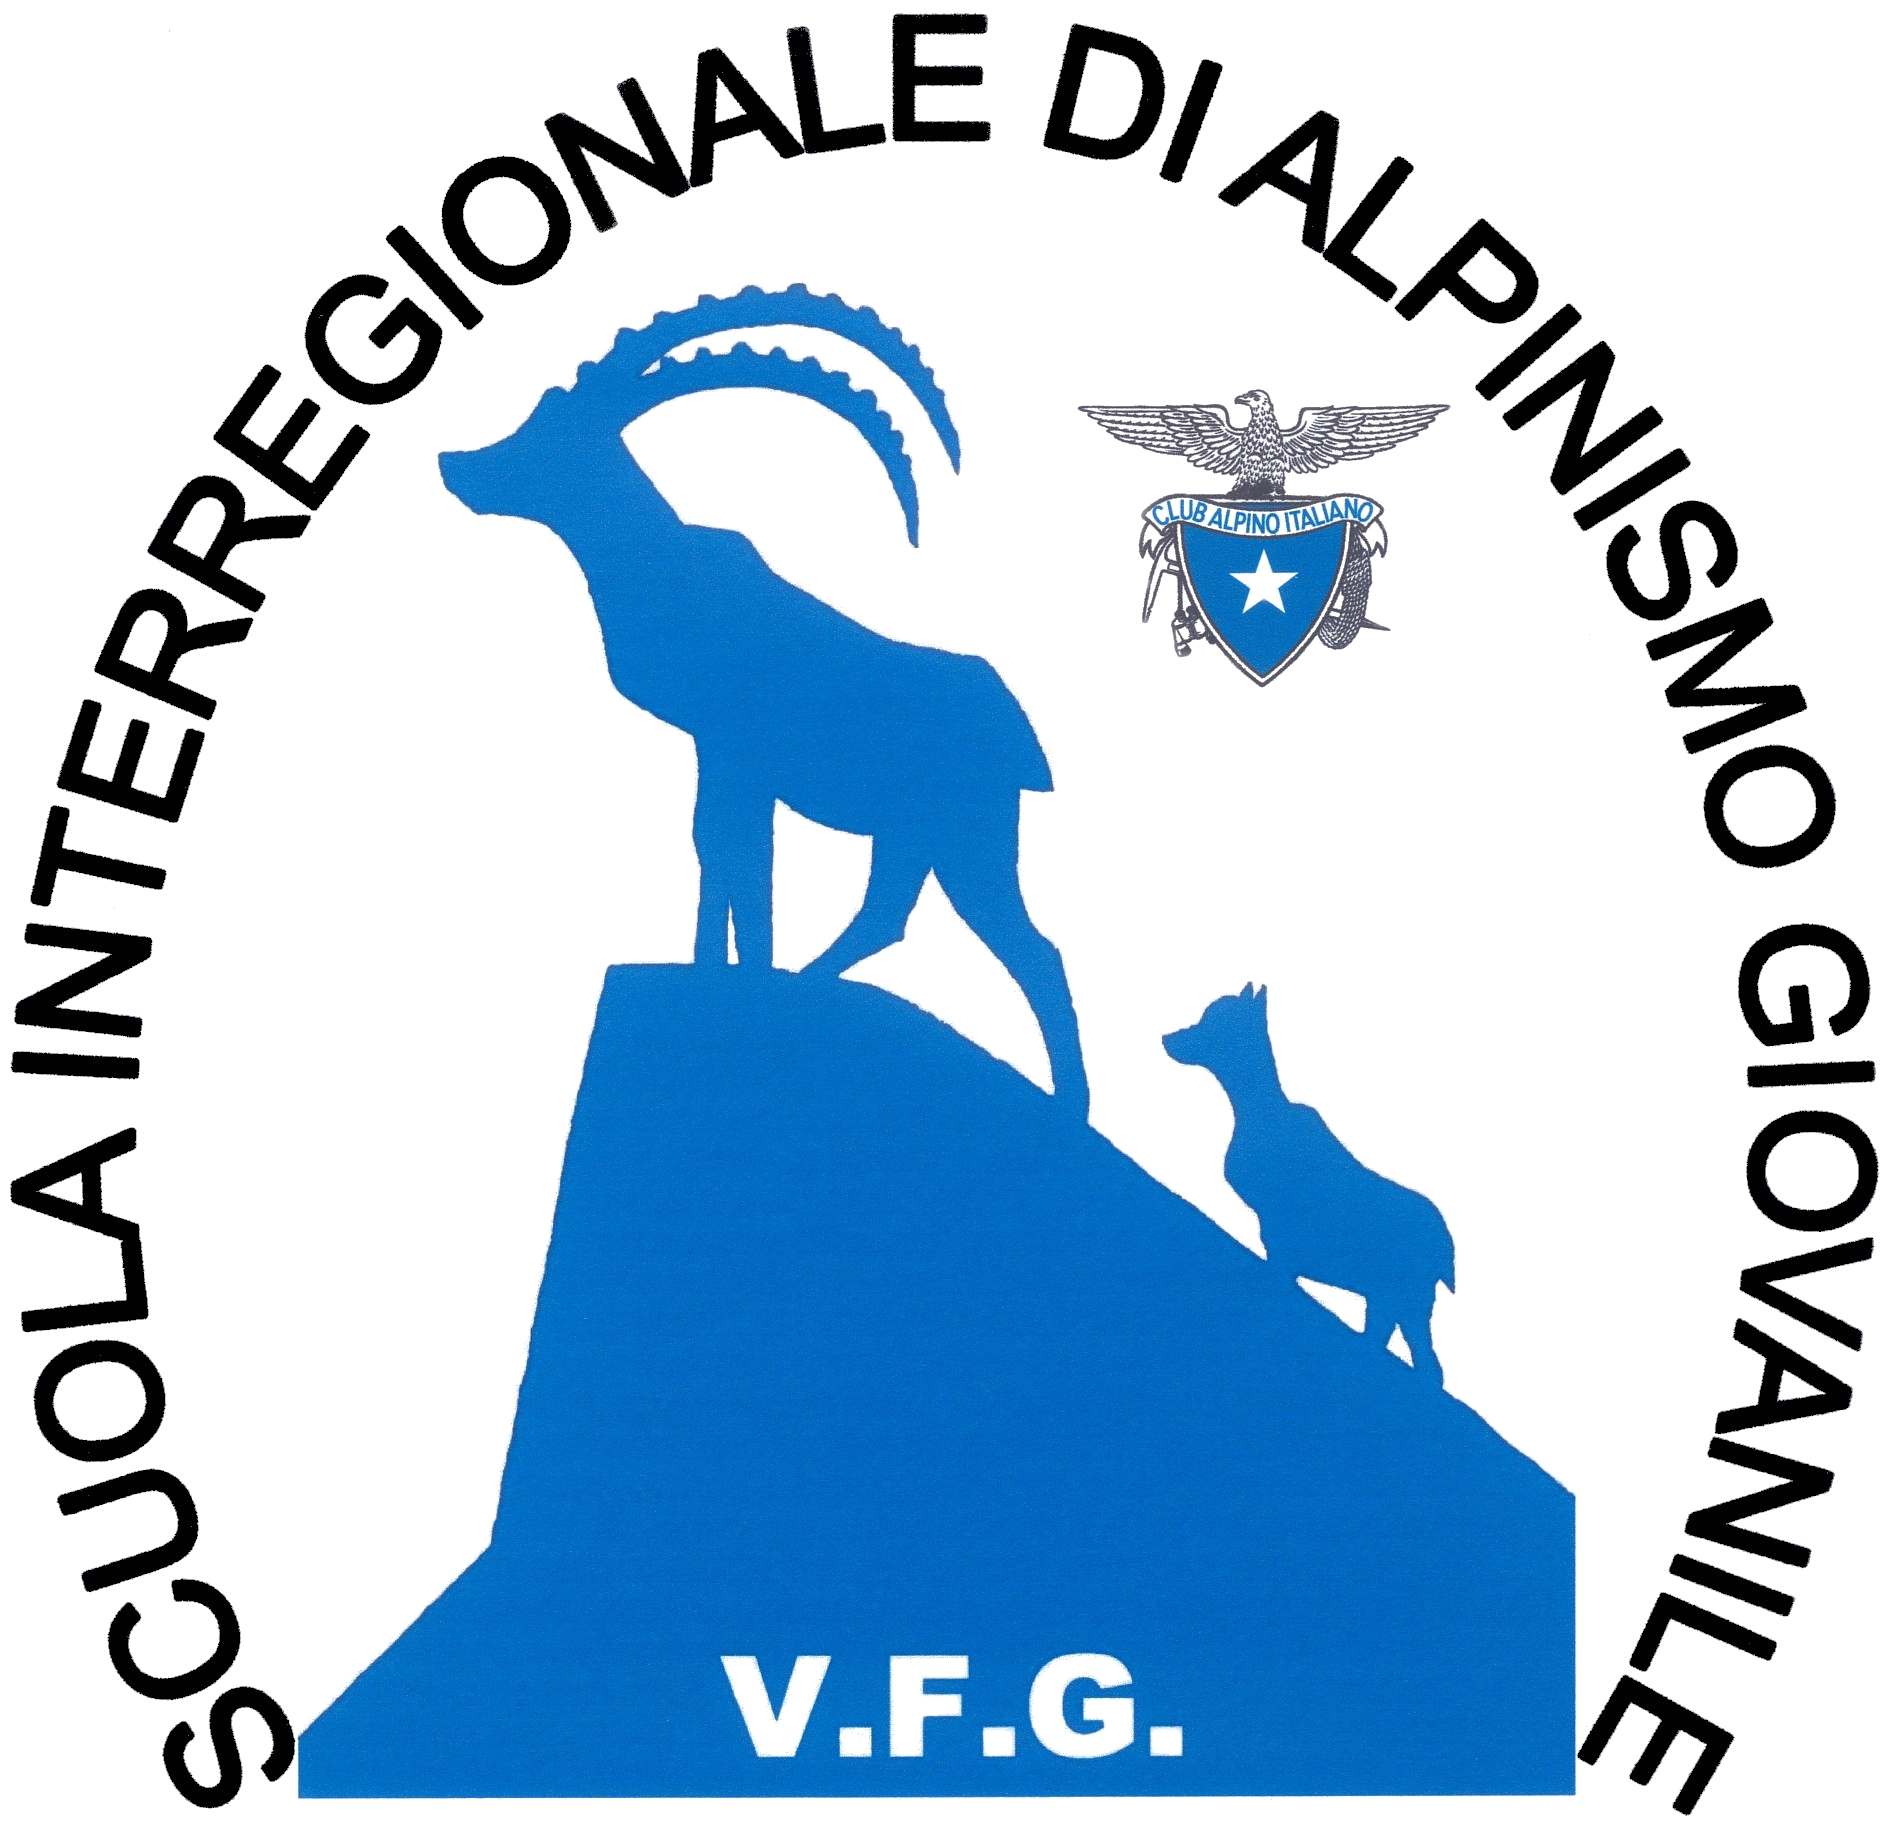 SCUOLA INTERREGIONALE DI ALPINISMO GIOVANILE
CLUB ALPINO ITALIANO
V.F.G.